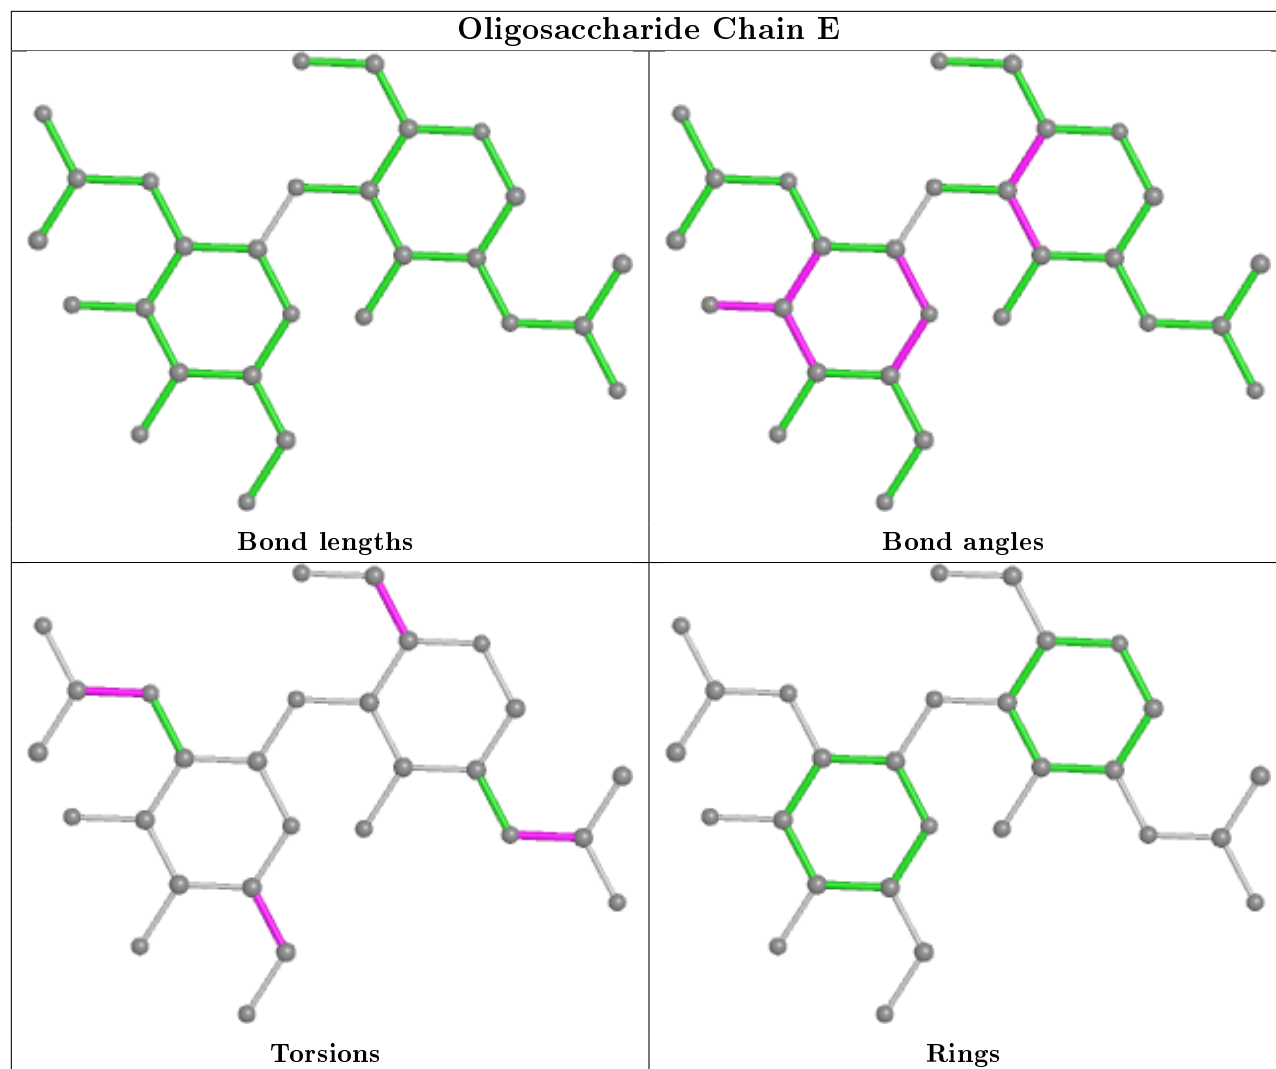 Oligosaccharide Chain E
Bond lengths
Bond angles
Torsions
Rings